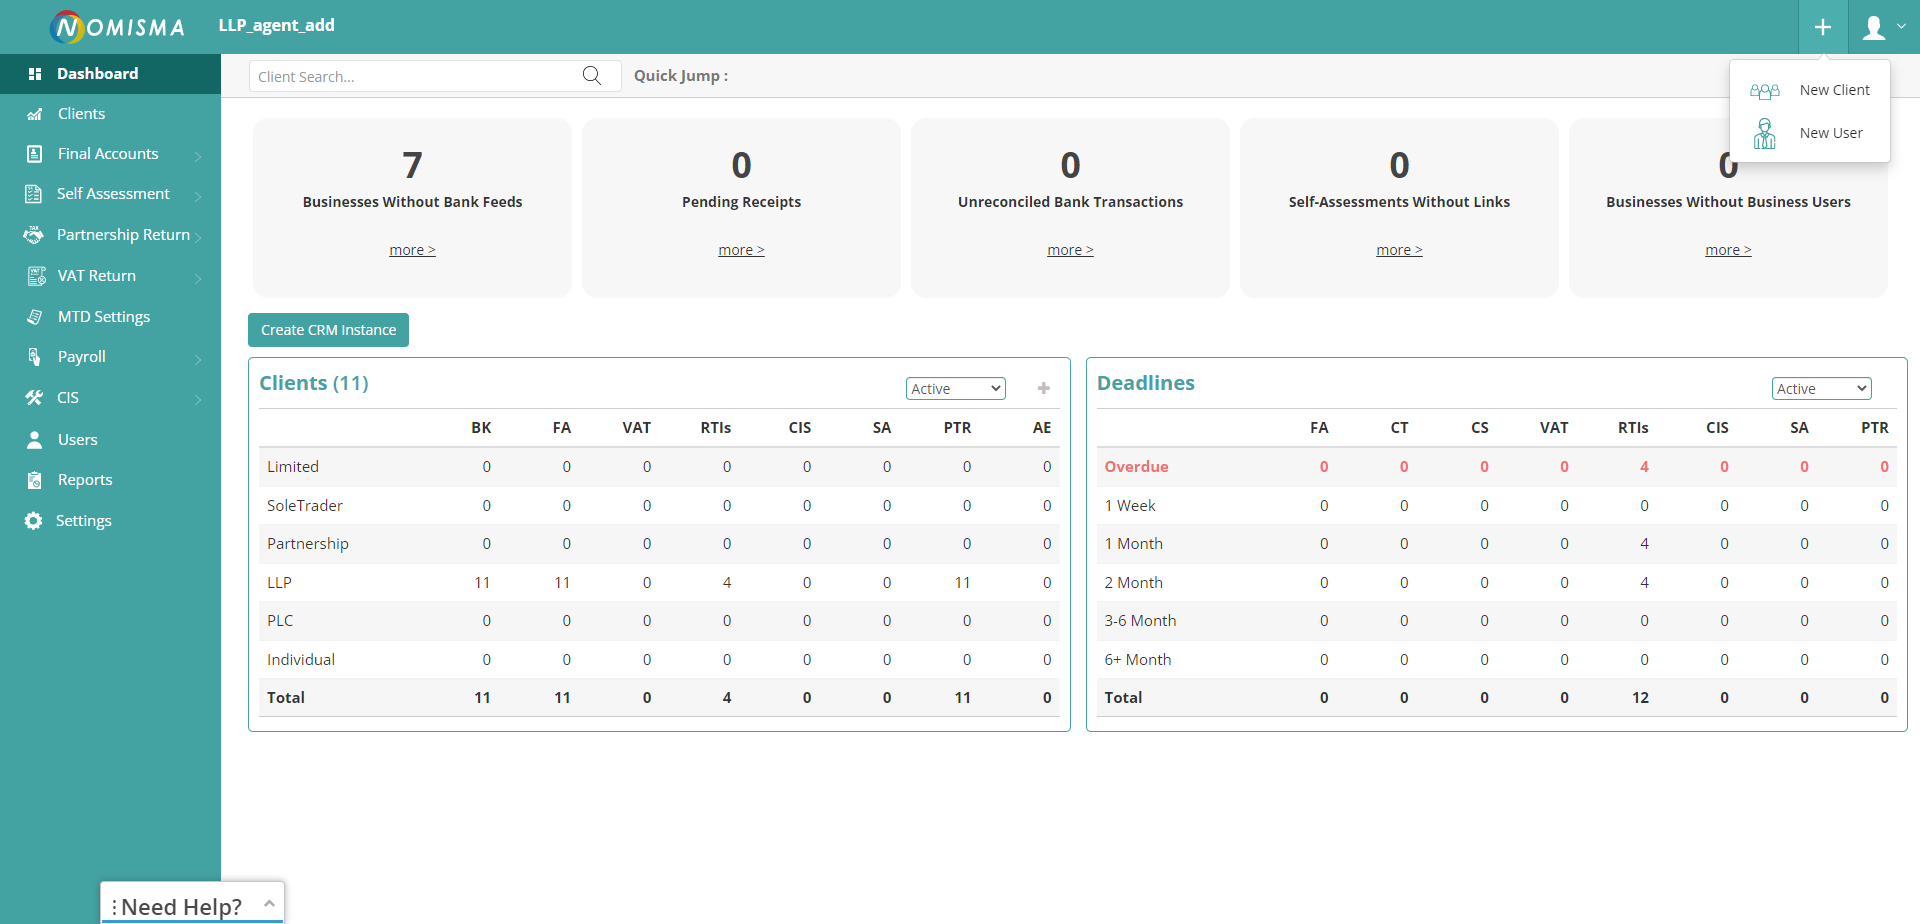 NOMISMA
LLP_agent_add
Dashboard
Clients
Final Accounts
Self Assessment
Partnership Return
VAT Return
MTD Settings
Payroll
CIS
Users
Reports
Settings
Client Search...
Quick Jump :
New Client
New User
7
Businesses Without Bank Feeds
more >
0
Pending Receipts
more >
0
Unreconciled Bank Transactions
more >
0
Self-Assessments Without Links
more >
0
Businesses Without Business Users
more >
Create CRM Instance
Clients (11)
Active
BK FA VAT RTIs CIS SA PTR AE
Limited 0 0 0 0 0 0 0 0
SoleTrader 0 0 0 0 0 0 0 0
Partnership 0 0 0 0 0 0 0 0
LLP 11 11 0 4 0 0 11 0
PLC 0 0 0 0 0 0 0 0
Individual 0 0 0 0 0 0 0 0
Total 11 11 0 4 0 0 11 0
Deadlines
Active
FA CT CS VAT RTIs CIS SA PTR
Overdue 0 0 0 0 4 0 0 0
1 Week 0 0 0 0 0 0 0 0
1 Month 0 0 0 0 4 0 0 0
2 Month 0 0 0 0 4 0 0 0
3-6 Month 0 0 0 0 0 0 0 0
6+ Month 0 0 0 0 0 0 0 0
Total 0 0 0 0 12 0 0 0
Need Help?